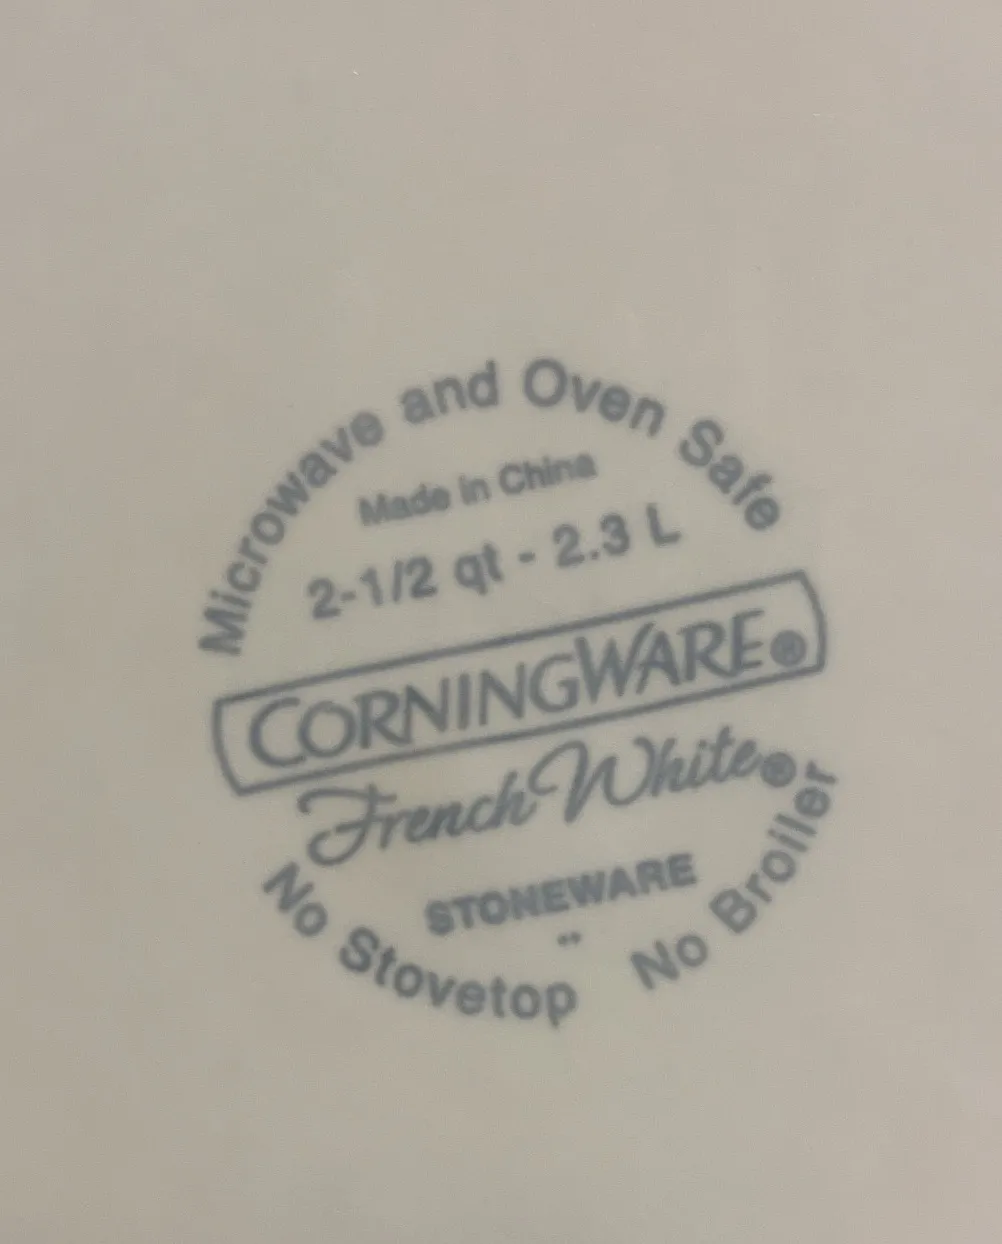 Microwave and Oven Safe
Made in China
2-1/2 qt - 2.3 L
CORNINGWARE®
French White®
STONEWARE
No Stovetop No Broiler